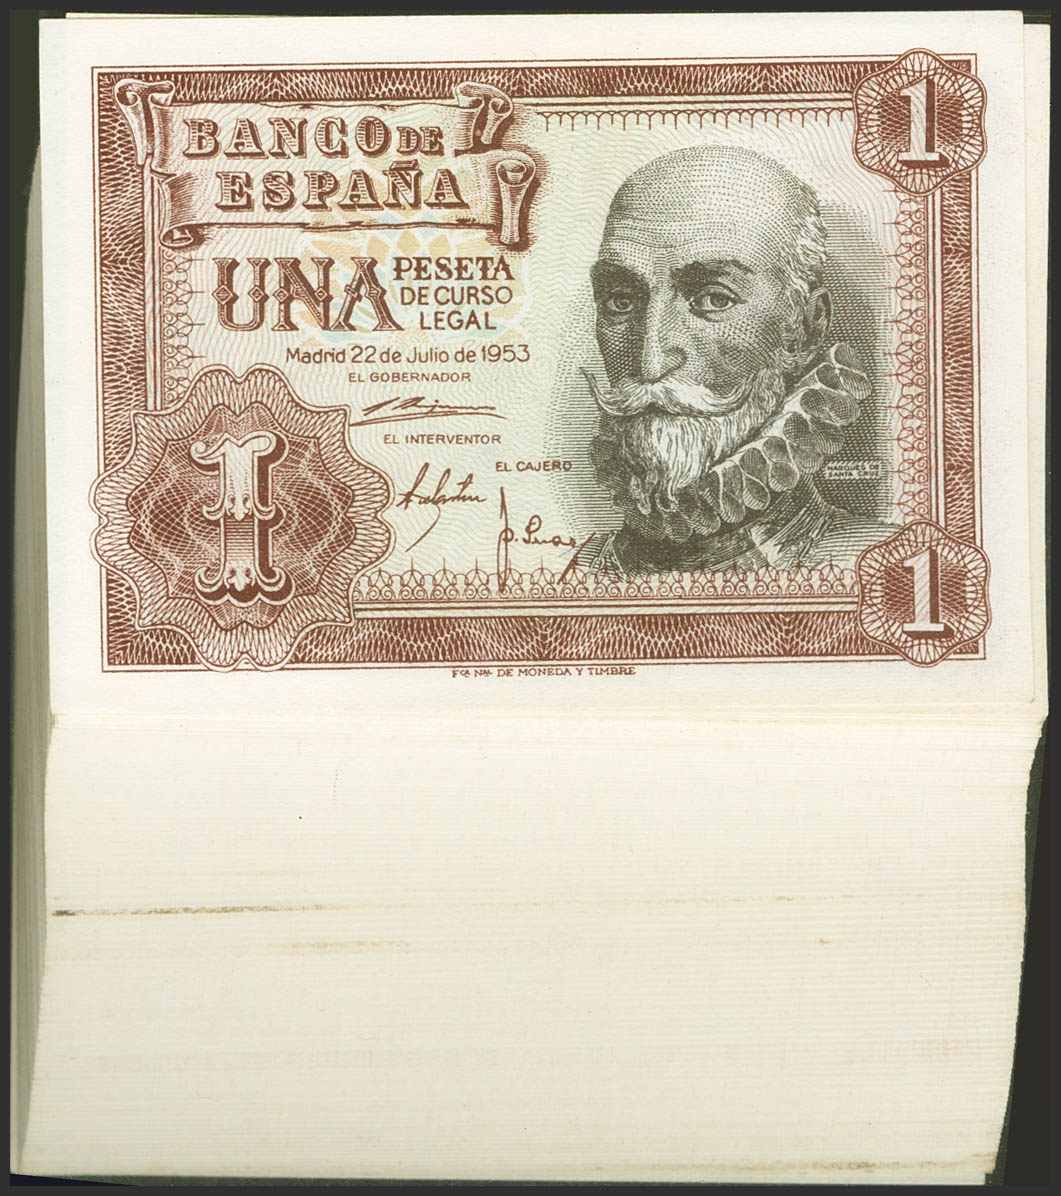 BANCO DE
ESPAÑA
1
UNA
PESETA
DE CURSO
LEGAL
Madrid 22 de Julio de 1953
EL GOBERNADOR
EL INTERVENTOR
EL CAJERO
MARQUES DE
SANTA CRUZ
1
1
Fca. Nal. DE MONEDA Y TIMBRE